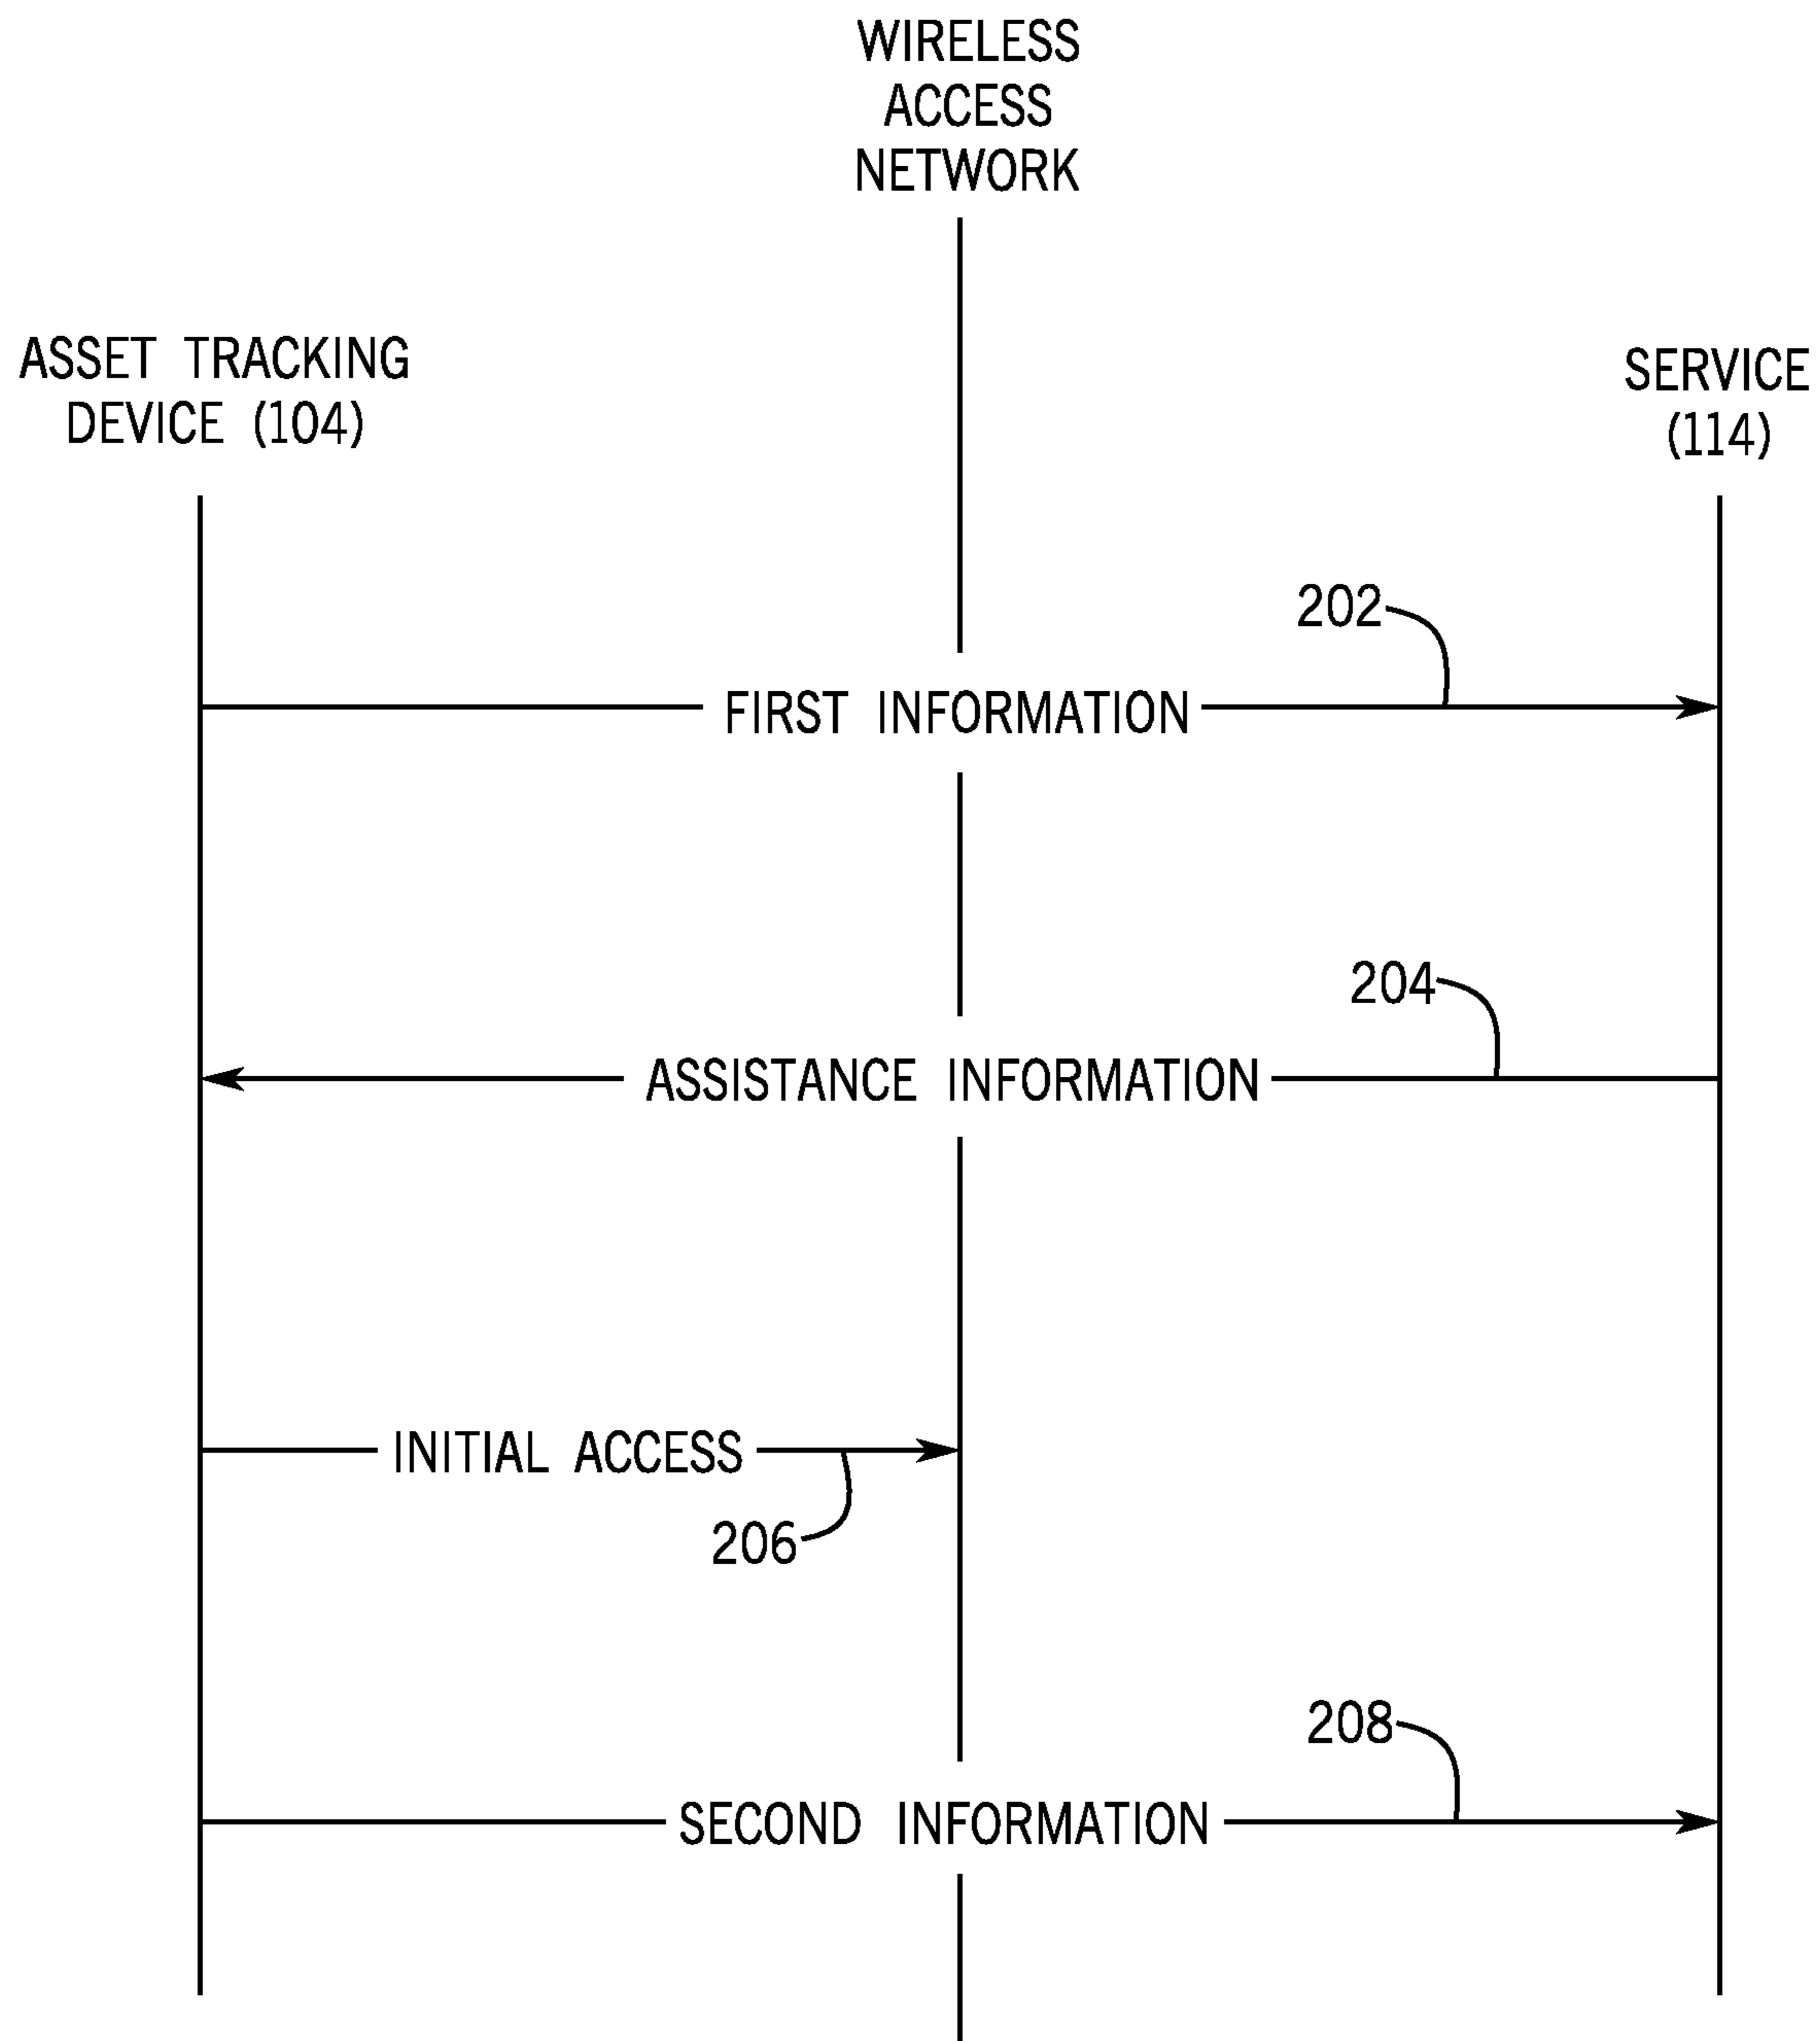 WIRELESS
ACCESS
NETWORK
ASSET TRACKING
DEVICE (104)
SERVICE
(114)
202
FIRST INFORMATION
204
ASSISTANCE INFORMATION
INITIAL ACCESS
206
208
SECOND INFORMATION